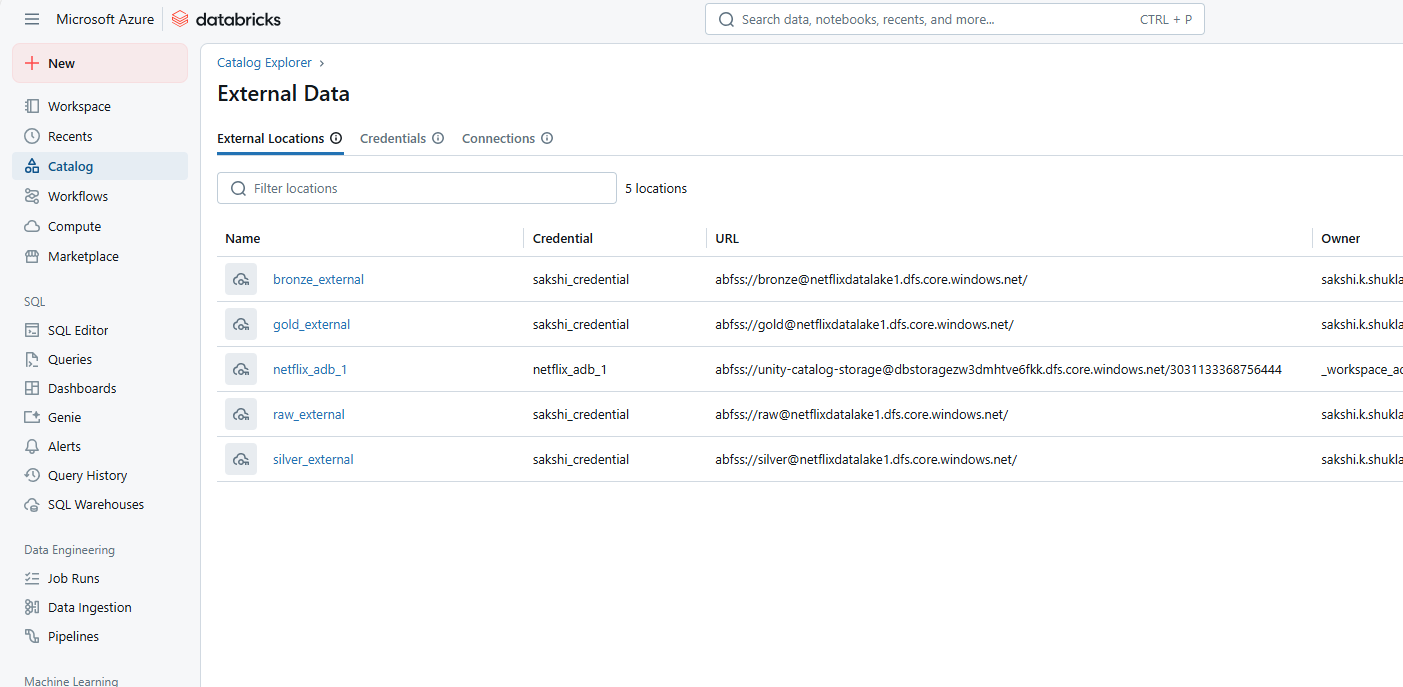 Microsoft Azure databricks Search data, notebooks, recents, and more... CTRL + P
New
Workspace
Recents
Catalog
Workflows
Compute
Marketplace
SQL
SQL Editor
Queries
Dashboards
Genie
Alerts
Query History
SQL Warehouses
Data Engineering
Job Runs
Data Ingestion
Pipelines
Machine Learning
Catalog Explorer ›
External Data
External Locations Credentials Connections
Filter locations 5 locations
Name Credential URL Owner
bronze_external sakshi_credential abfss://bronze@netflixdatalake1.dfs.core.windows.net/ sakshi.k.shukla
gold_external sakshi_credential abfss://gold@netflixdatalake1.dfs.core.windows.net/ sakshi.k.shukla
netflix_adb_1 netflix_adb_1 abfss://unity-catalog-storage@dbstoragezw3dmhtve6fkk.dfs.core.windows.net/3031133368756444 _workspace_ad
raw_external sakshi_credential abfss://raw@netflixdatalake1.dfs.core.windows.net/ sakshi.k.shukla
silver_external sakshi_credential abfss://silver@netflixdatalake1.dfs.core.windows.net/ sakshi.k.shukla